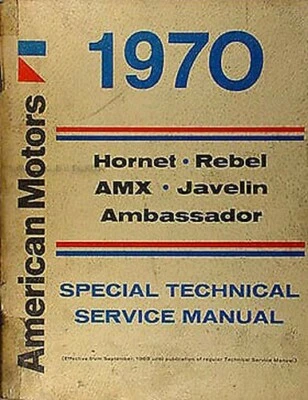 American Motors
1970
Hornet • Rebel
AMX • Javelin
Ambassador
SPECIAL TECHNICAL
SERVICE MANUAL
(Effective from September, 1969 until publication of regular Technical Service Manual.)